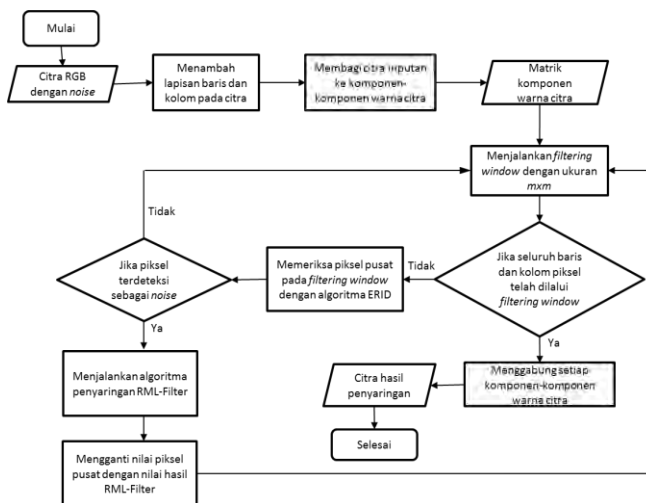 Mulai
Citra RGB
dengan noise
Menambah
lapisan baris dan
kolom pada citra
Membagi citra inputan
ke komponen-
komponen warna citra
Matrik
komponen
warna citra
Menjalankan filtering
window dengan ukuran
mxm
Tidak
Jika piksel
terdeteksi
sebagai noise
Memeriksa piksel pusat
pada filtering window
dengan algoritma ERID
Tidak
Jika seluruh baris
dan kolom piksel
telah dilalui
filtering window
Ya
Ya
Menjalankan algoritma
penyaringan RML-Filter
Citra hasil
penyaringan
Menggabung setiap
komponen-komponen
warna citra
Mengganti nilai piksel
pusat dengan nilai hasil
RML-Filter
Selesai